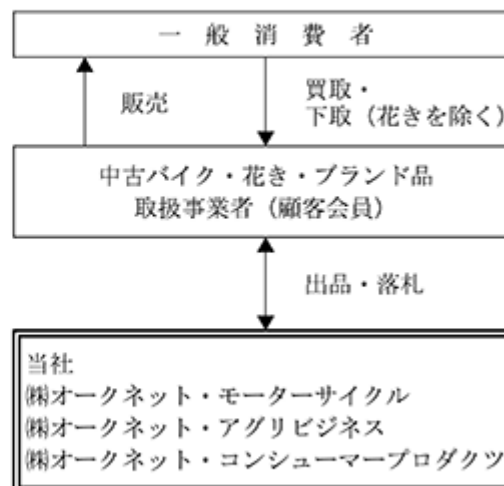 一般消費者
販売
買取・
下取（花きを除く）
中古バイク・花き・ブランド品
取扱事業者（顧客会員）
出品・落札
当社
㈱オークネット・モーターサイクル
㈱オークネット・アグリビジネス
㈱オークネット・コンシューマープロダクツ